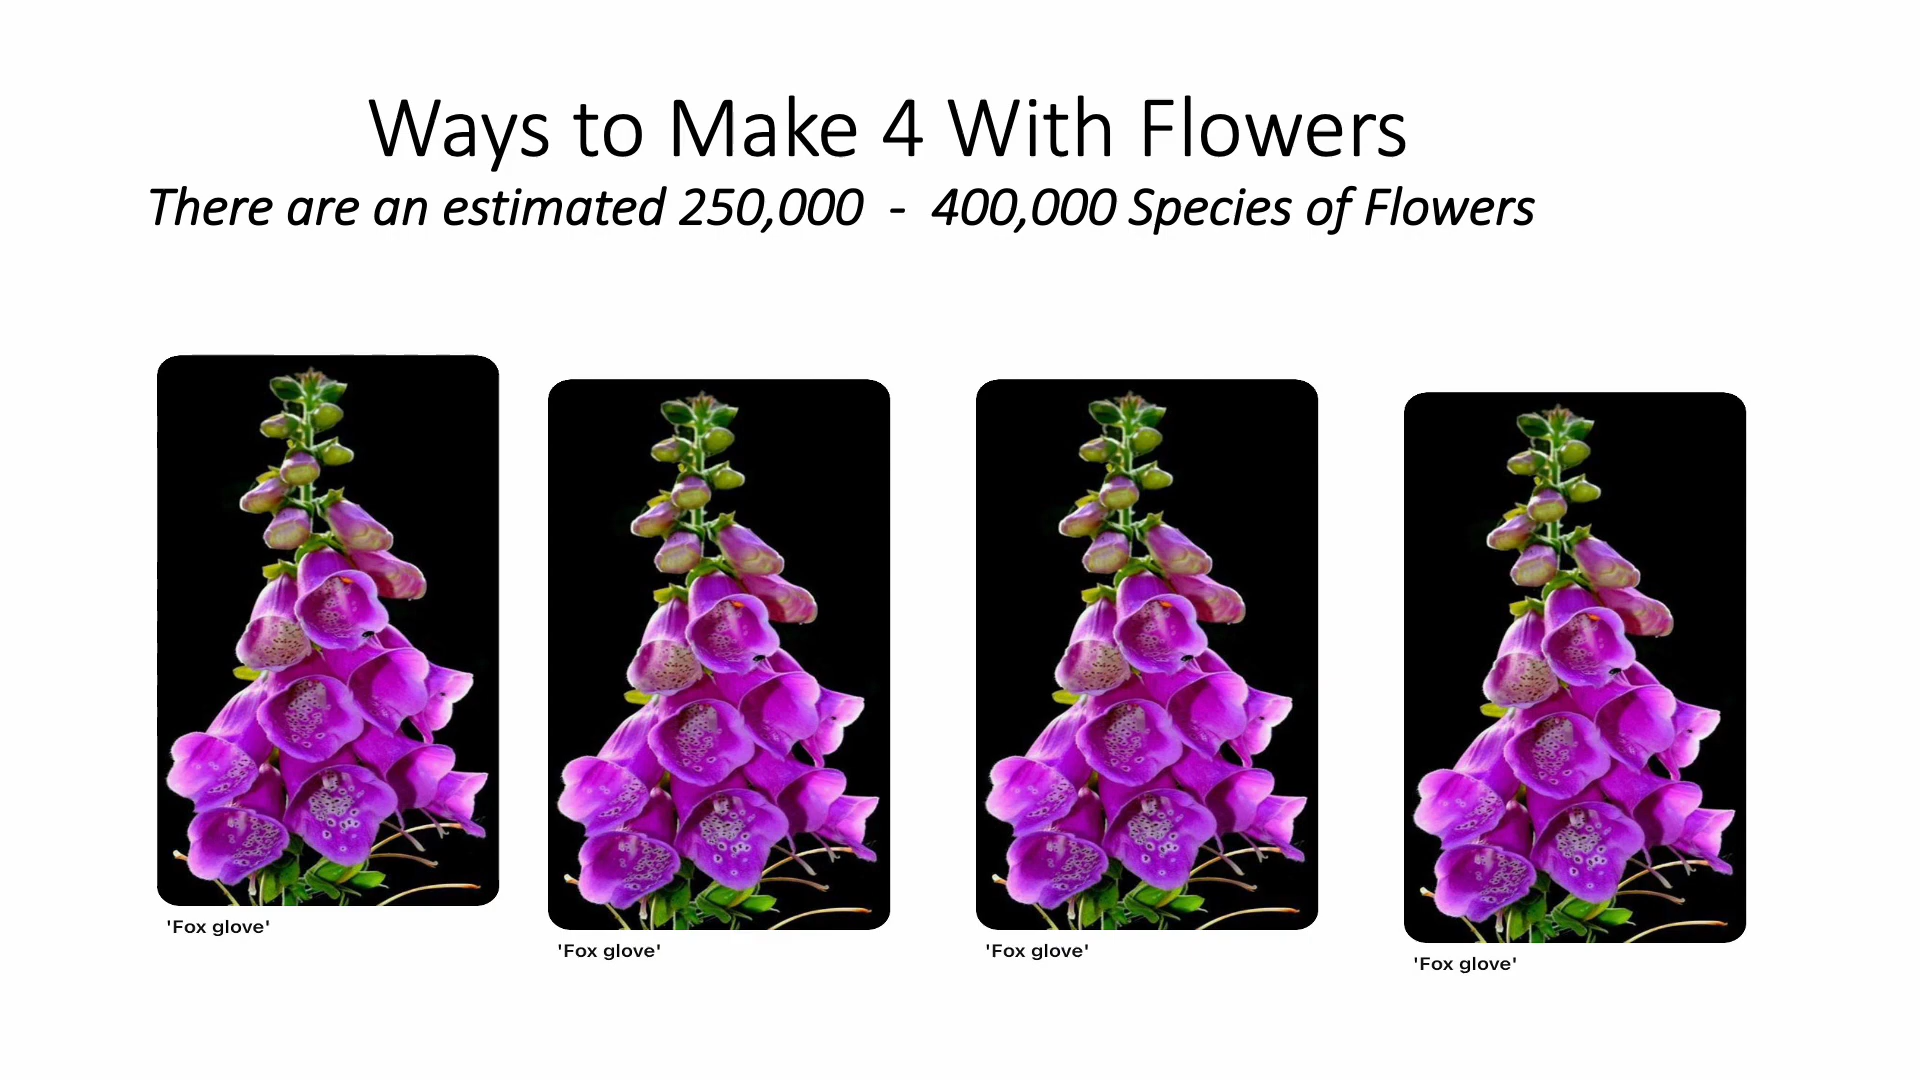 Ways to Make 4 With Flowers
There are an estimated 250,000 - 400,000 Species of Flowers
'Fox glove'
'Fox glove'
'Fox glove'
'Fox glove'